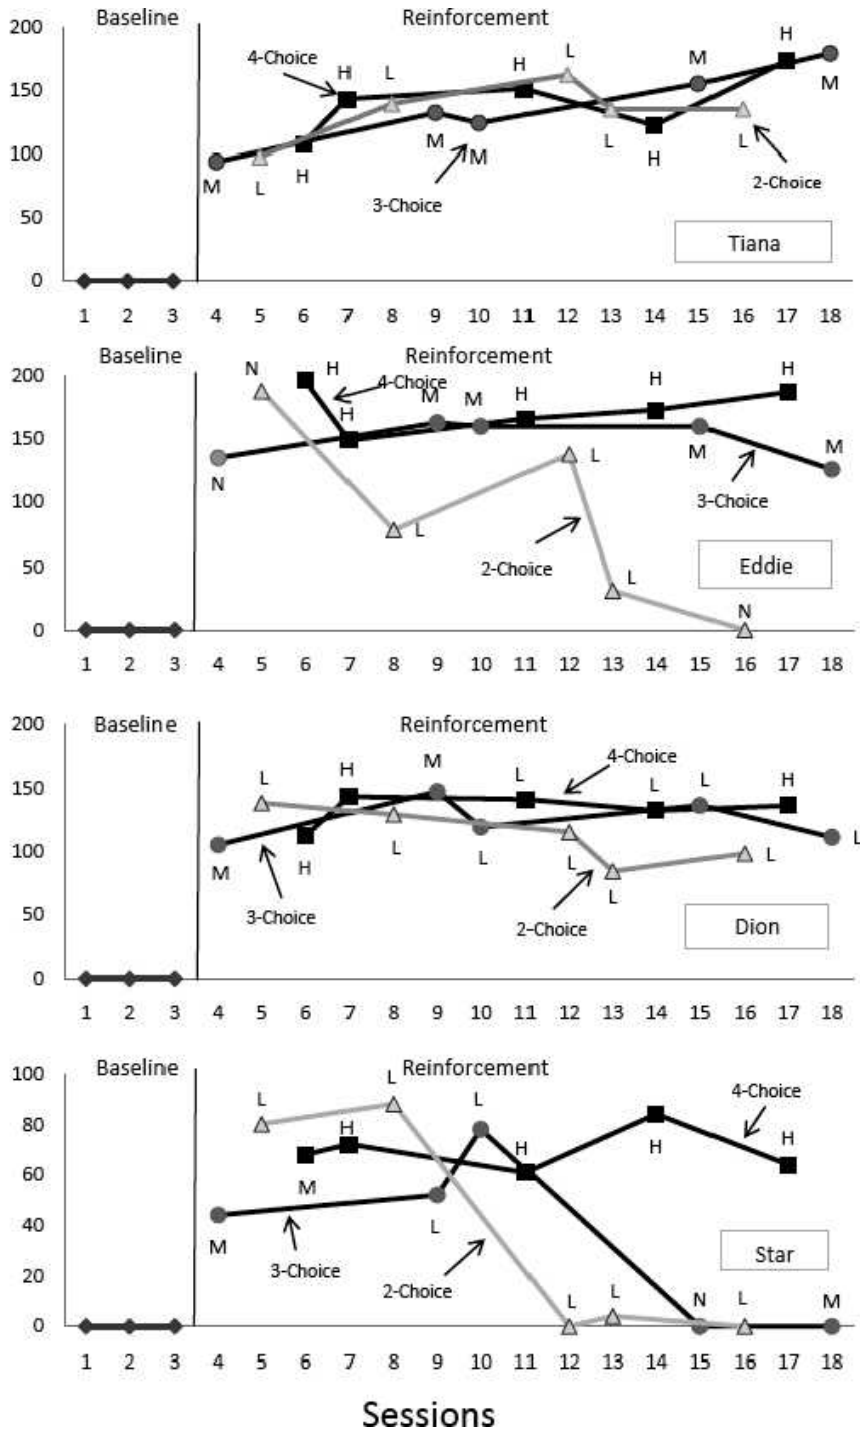 Baseline Reinforcement
200 H
4-Choice H L H L M
150 M
100 M L H M M L H L
3-Choice 2-Choice
50 Tiana
0
1 2 3 4 5 6 7 8 9 10 11 12 13 14 15 16 17 18
Baseline Reinforcement
200 N H 4-Choice M M H H H
H
150 N L M M
3-Choice
100 L
50 2-Choice L Eddie
0 N
1 2 3 4 5 6 7 8 9 10 11 12 13 14 15 16 17 18
200 Baseline Reinforcement
4-Choice
150 L H M L L L H
100 M H L L L L L
50 3-Choice 2-Choice L Dion
0
1 2 3 4 5 6 7 8 9 10 11 12 13 14 15 16 17 18
100 Baseline Reinforcement
80 L L L 4-Choice
60 H H H H
M
40 M L
3-Choice Star
20 2-Choice
0 L L N L M
1 2 3 4 5 6 7 8 9 10 11 12 13 14 15 16 17 18
Sessions